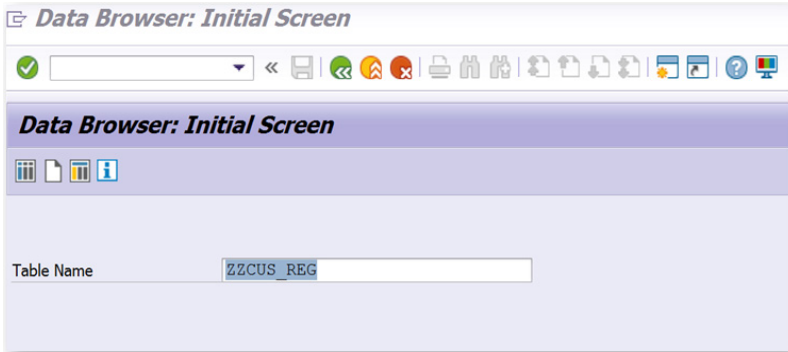 Data Browser: Initial Screen
Data Browser: Initial Screen
Table Name ZZCUS_REG